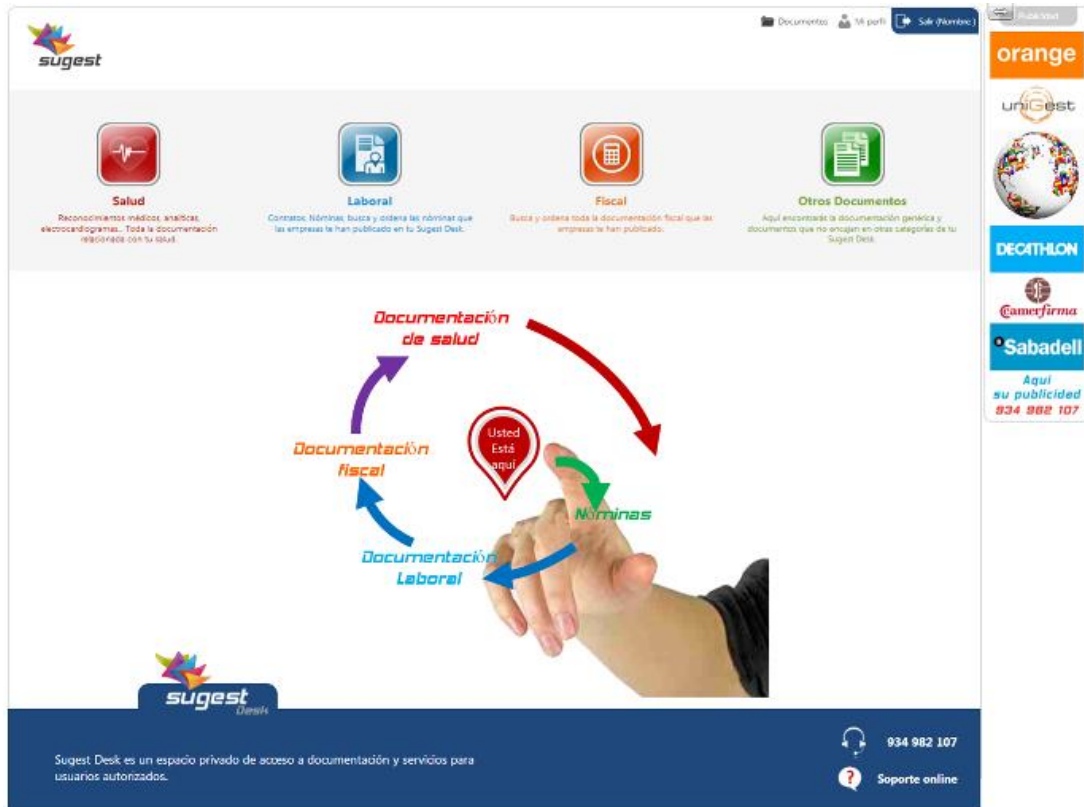 sugest
Documentos
Mi perfil
Salir (Nombre)
Publicidad
orange
uniGest
DECATHLON
Camerfirma
Sabadell
Aquí
su publicidad
934 982 107
Salud
Reconocimientos médicos, analíticas,
electrocardiogramas... Toda la documentación
relacionada con tu salud.
Laboral
Contratos, Nóminas, busca y ordena las nóminas que
las empresas te han publicado en tu Sugest Desk.
Fiscal
Busca y ordena toda la documentación fiscal que las
empresas te han publicado.
Otros Documentos
Aquí encontrarás la documentación genérica y
documentos que no encajan en otras categorías de tu
Sugest Desk.
Documentación
de salud
Usted
Está
aquí
Documentación
fiscal
Nóminas
Documentación
Laboral
sugest
Desk
Sugest Desk es un espacio privado de acceso a documentación y servicios para
usuarios autorizados.
934 982 107
Soporte online